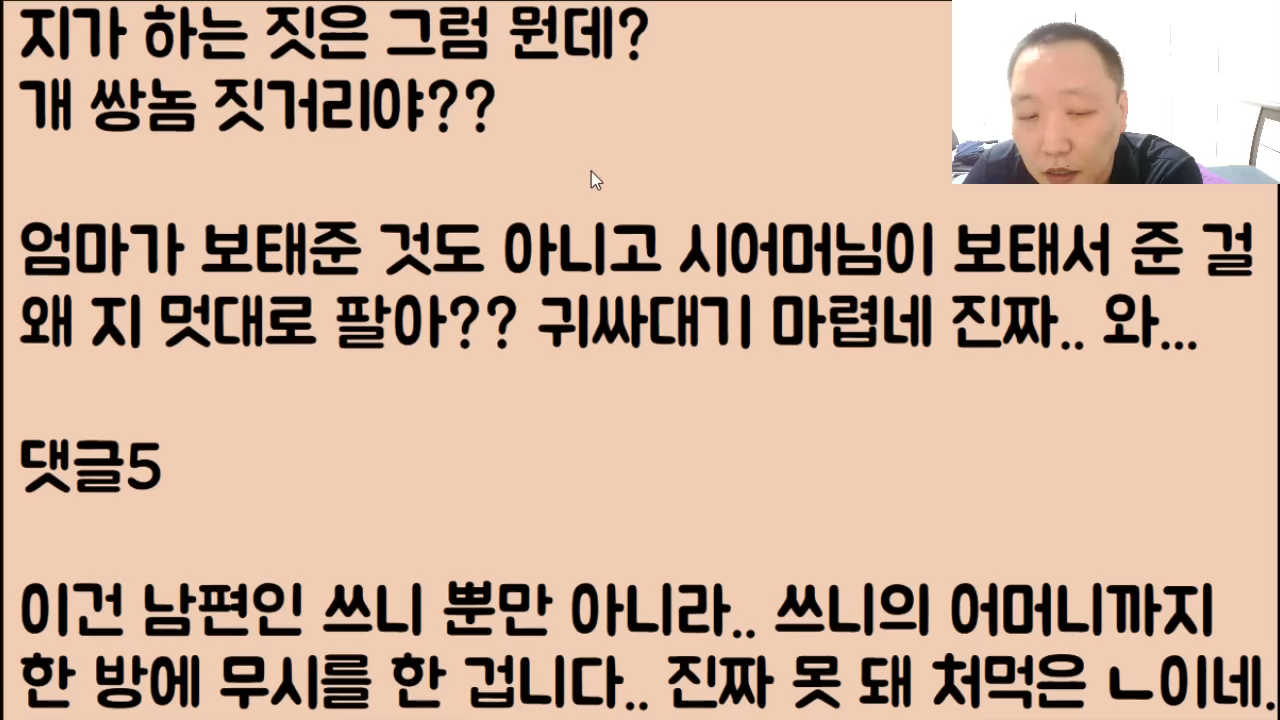 지가 하는 짓은 그럼 뭔데?
개 쌍놈 짓거리야??
엄마가 보태준 것도 아니고 시어머님이 보태서 준 걸
왜 지 멋대로 팔아?? 귀싸대기 마렵네 진짜.. 와...
댓글5
이건 남편인 쓰니 뿐만 아니라.. 쓰니의 어머니까지
한 방에 무시를 한 겁니다.. 진짜 못 돼 처먹은 ㄴ이네.